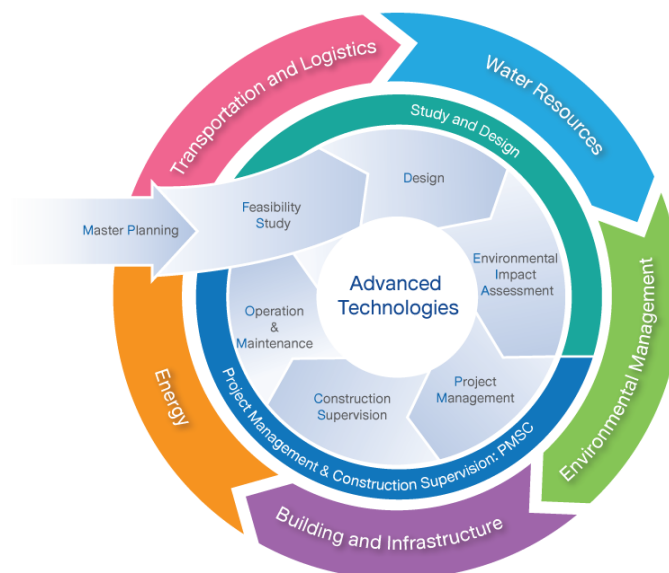 Transportation and Logistics
Water Resources
Environmental Management
Building and Infrastructure
Energy
Study and Design
Project Management & Construction Supervision: PMSC
Master Planning
Feasibility
Study
Design
Environmental
Impact
Assessment
Project
Management
Construction
Supervision
Operation
&
Maintenance
Advanced
Technologies